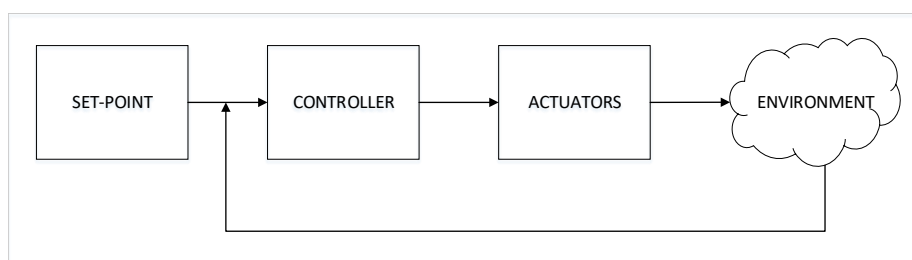 SET-POINT
CONTROLLER
ACTUATORS
ENVIRONMENT